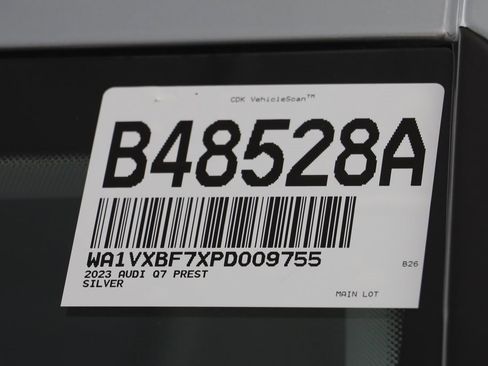 CDK VehicleScan™
B48528A
WA1VXBF7XPD009755
2023 AUDI Q7 PREST
SILVER
B26
MAIN LOT